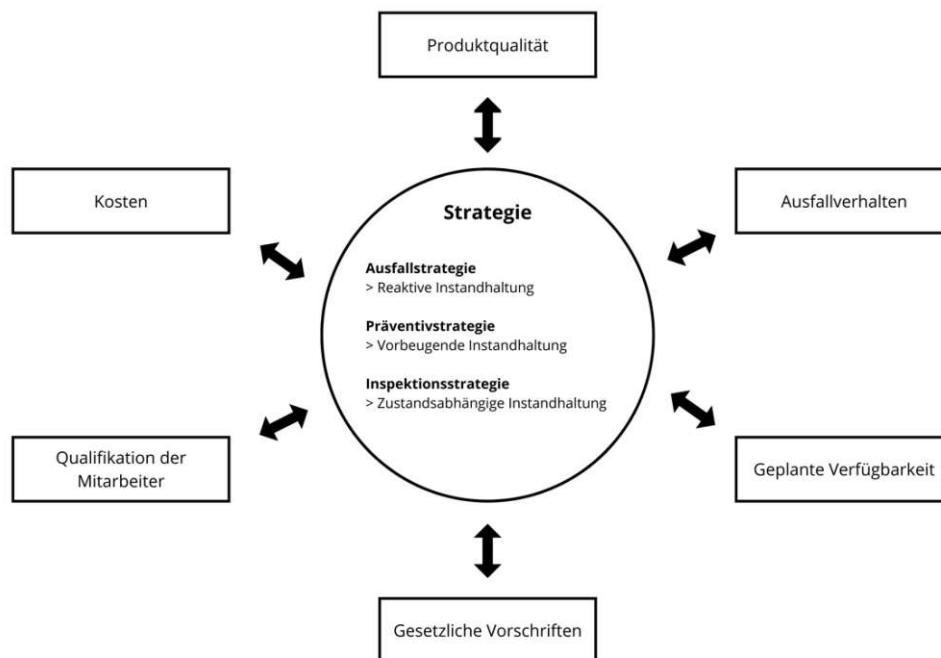 Produktqualität
Kosten
Ausfallverhalten
Strategie
Ausfallstrategie
> Reaktive Instandhaltung
Präventivstrategie
> Vorbeugende Instandhaltung
Inspektionsstrategie
> Zustandsabhängige Instandhaltung
Qualifikation der
Mitarbeiter
Geplante Verfügbarkeit
Gesetzliche Vorschriften